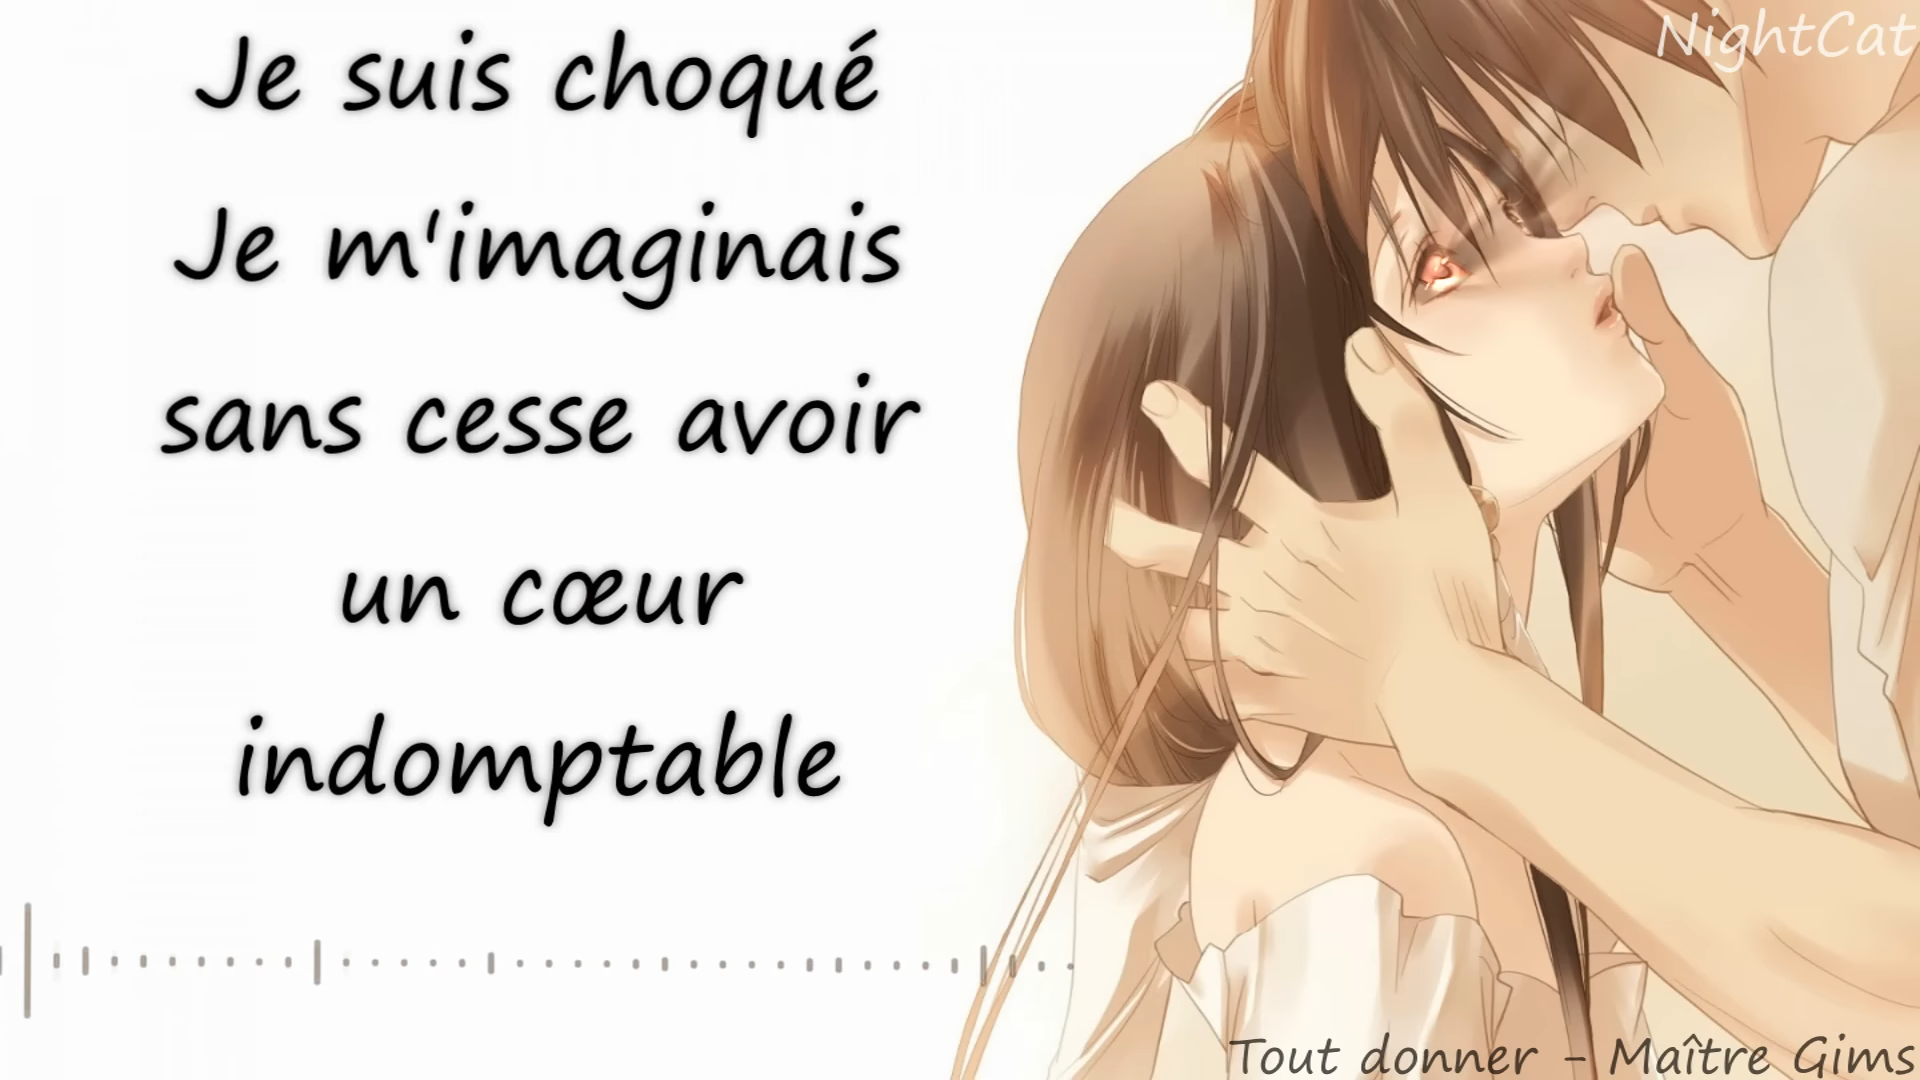 NightCat
Je suis choqué
Je m'imaginais
sans cesse avoir
un cœur
indomptable
Tout donner - Maître Gims